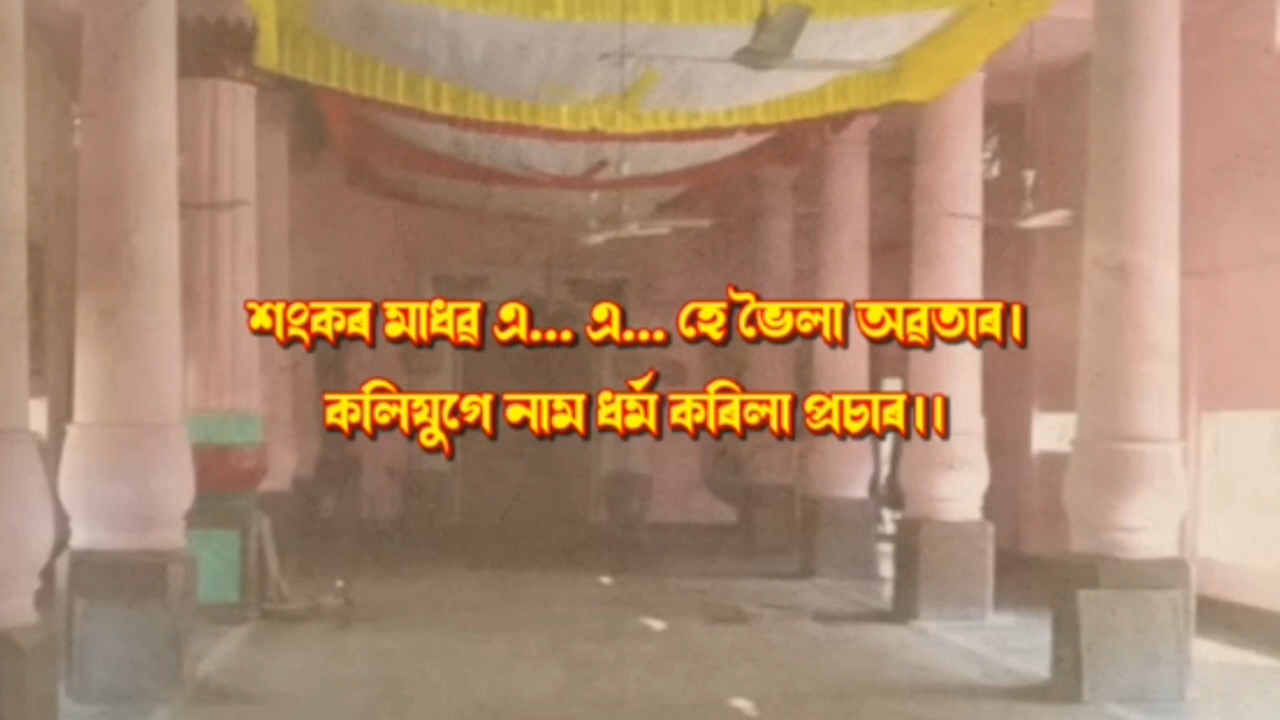 শংকৰ মাধৱ এ... এ... হে ভৈলা অৱতাৰ।
কলিযুগে নাম ধৰ্ম কৰিলা প্ৰচাৰ।।